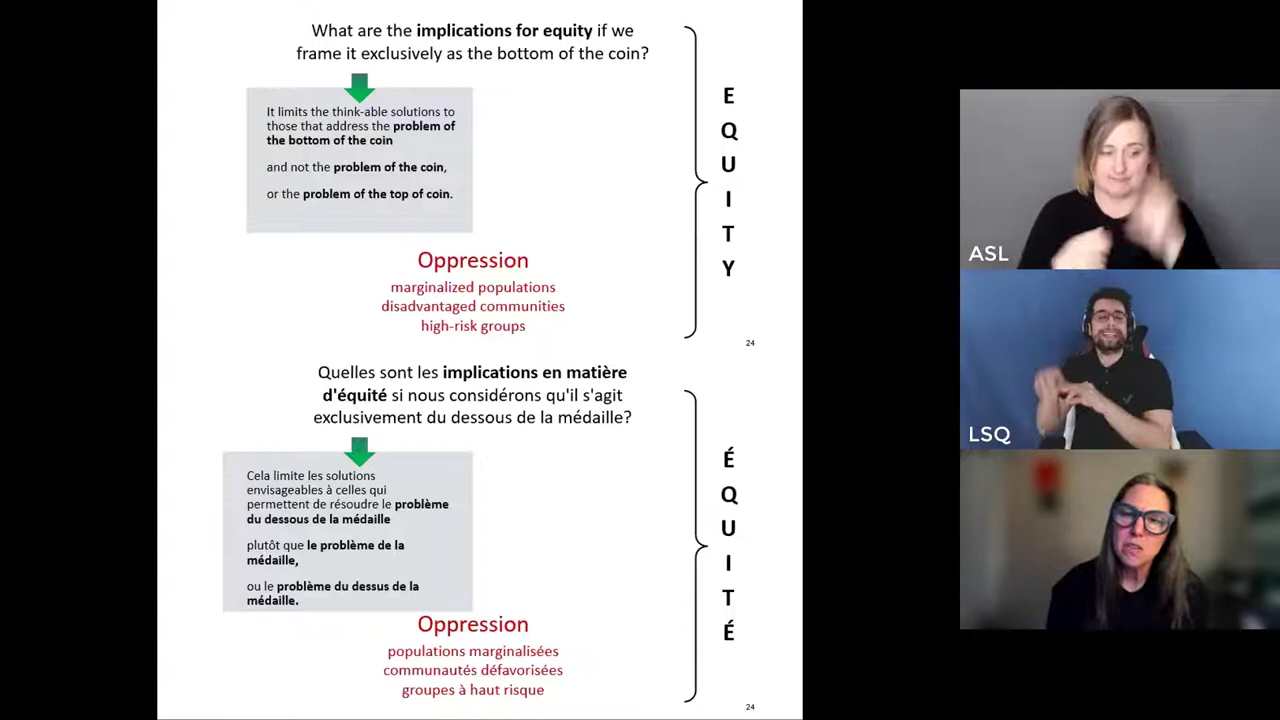 What are the implications for equity if we
frame it exclusively as the bottom of the coin?
It limits the think-able solutions to
those that address the problem of
the bottom of the coin
and not the problem of the coin,
or the problem of the top of coin.
Oppression
marginalized populations
disadvantaged communities
high-risk groups
E
Q
U
I
T
Y
24
Quelles sont les implications en matière
d'équité si nous considérons qu'il s'agit
exclusivement du dessous de la médaille?
Cela limite les solutions
envisageables à celles qui
permettent de résoudre le problème
du dessous de la médaille
plutôt que le problème de la
médaille,
ou le problème du dessus de la
médaille.
Oppression
populations marginalisées
communautés défavorisées
groupes à haut risque
É
Q
U
I
T
É
24
ASL
LSQ